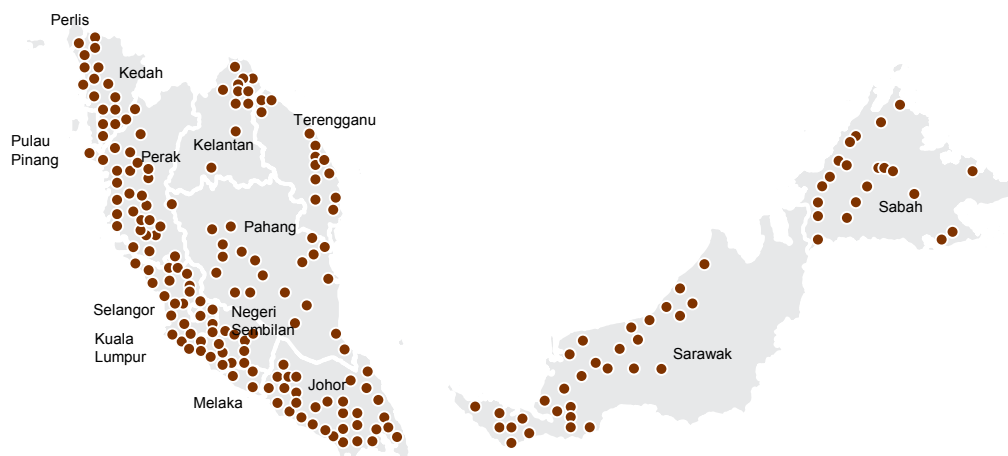 Perlis
Kedah
Pulau
Pinang
Perak
Kelantan
Terengganu
Pahang
Selangor
Kuala
Lumpur
Negeri
Sembilan
Melaka
Johor
Sabah
Sarawak